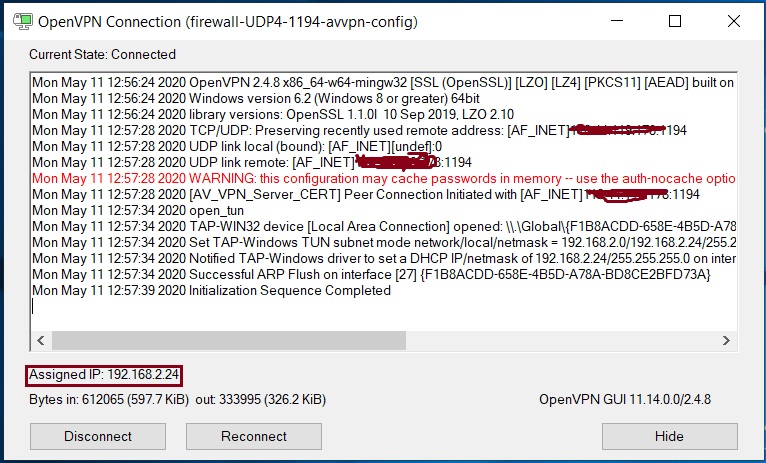 OpenVPN Connection (firewall-UDP4-1194-avvpn-config)
Current State: Connected
Mon May 11 12:56:24 2020 OpenVPN 2.4.8 x86_64-w64-mingw32 [SSL (OpenSSL)] [LZO] [LZ4] [PKCS11] [AEAD] built on
Mon May 11 12:56:24 2020 Windows version 6.2 (Windows 8 or greater) 64bit
Mon May 11 12:56:24 2020 library versions: OpenSSL 1.1.0l  10 Sep 2019, LZO 2.10
Mon May 11 12:57:28 2020 TCP/UDP: Preserving recently used remote address: [AF_INET] :1194
Mon May 11 12:57:28 2020 UDP link local (bound): [AF_INET][undef]:0
Mon May 11 12:57:28 2020 UDP link remote: [AF_INET] :1194
Mon May 11 12:57:28 2020 WARNING: this configuration may cache passwords in memory -- use the auth-nocache optio
Mon May 11 12:57:28 2020 [AV_VPN_Server_CERT] Peer Connection Initiated with [AF_INET] :1194
Mon May 11 12:57:34 2020 open_tun
Mon May 11 12:57:34 2020 TAP-WIN32 device [Local Area Connection] opened: \\.\Global\{F1B8ACDD-658E-4B5D-A78
Mon May 11 12:57:34 2020 Set TAP-Windows TUN subnet mode network/local/netmask = 192.168.2.0/192.168.2.24/255.2
Mon May 11 12:57:34 2020 Notified TAP-Windows driver to set a DHCP IP/netmask of 192.168.2.24/255.255.255.0 on inter
Mon May 11 12:57:34 2020 Successful ARP Flush on interface [27] {F1B8ACDD-658E-4B5D-A78A-BD8CE2BFD73A}
Mon May 11 12:57:39 2020 Initialization Sequence Completed
Assigned IP: 192.168.2.24
Bytes in: 612065 (597.7 KiB)  out: 333995 (326.2 KiB)
OpenVPN GUI 11.14.0.0/2.4.8
Disconnect
Reconnect
Hide